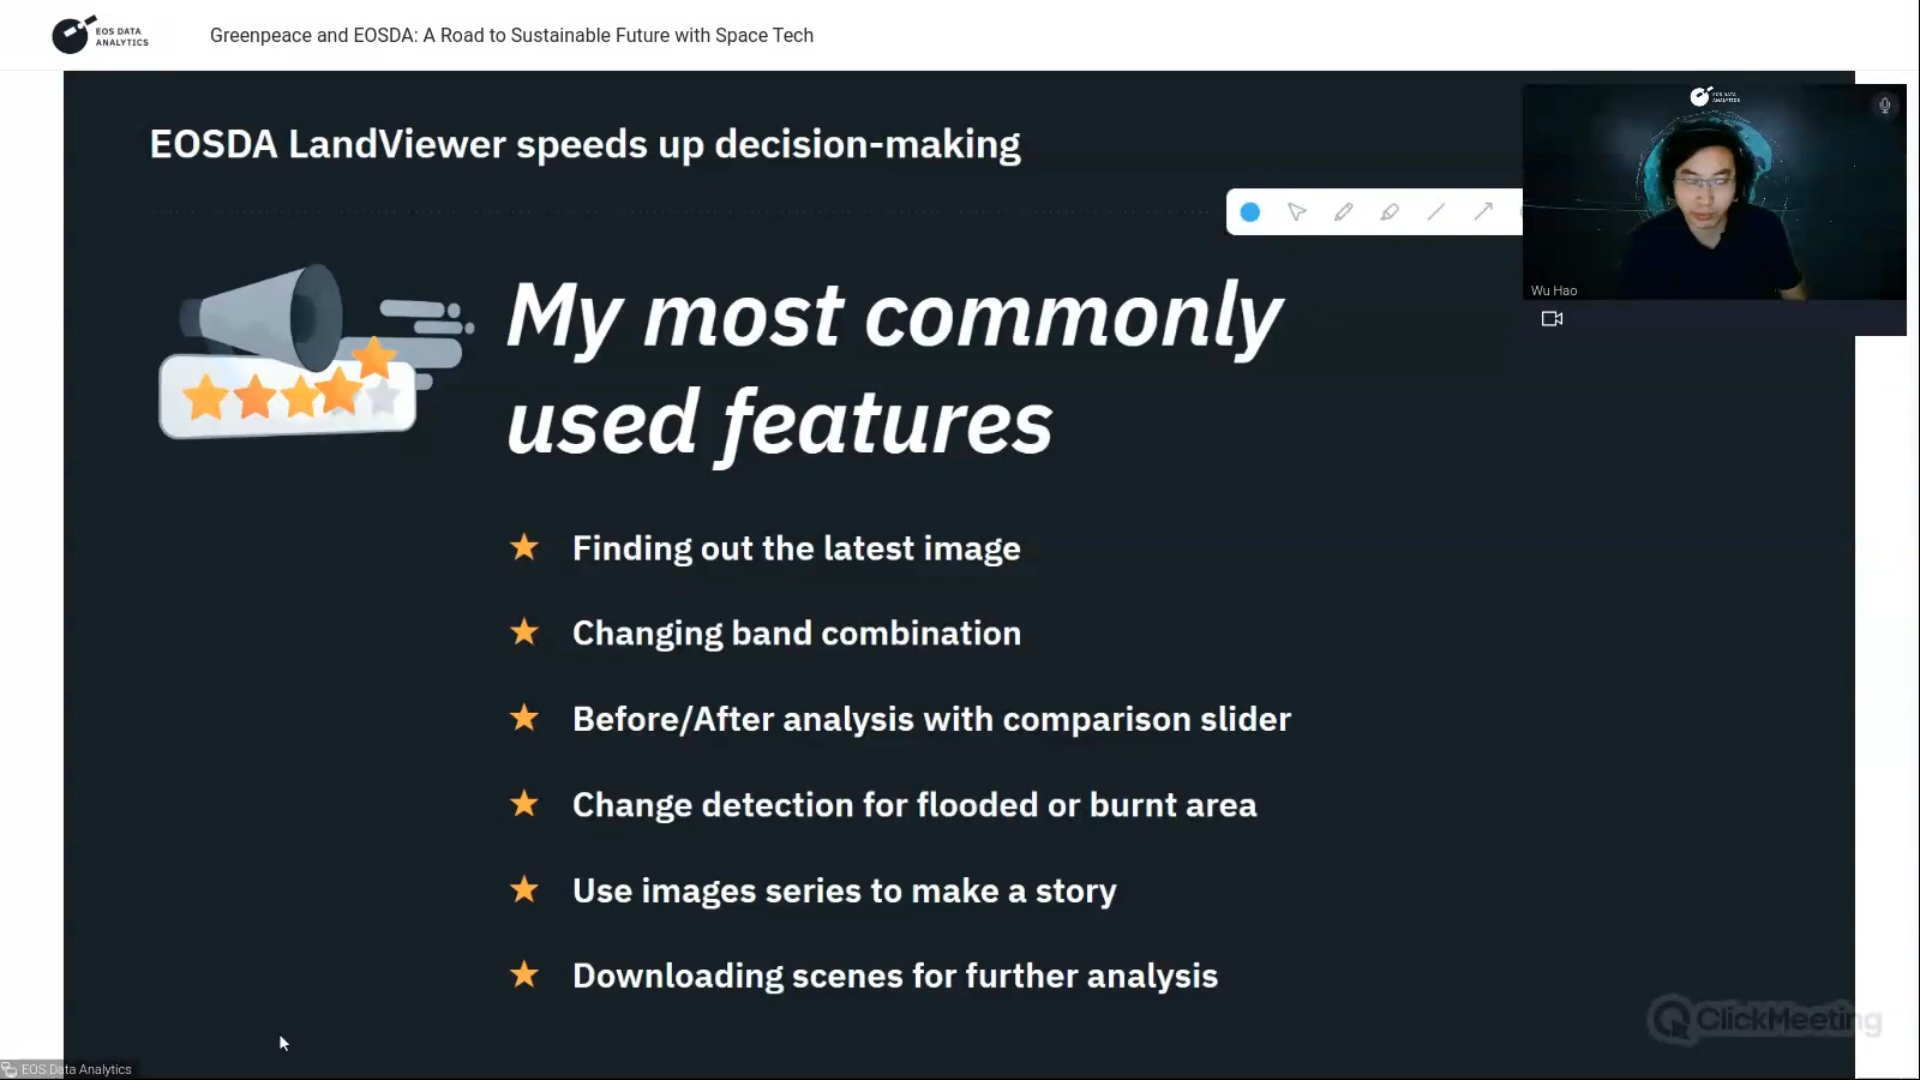 EOS DATA
ANALYTICS
Greenpeace and EOSDA: A Road to Sustainable Future with Space Tech
EOSDA LandViewer speeds up decision-making
EOS DATA
ANALYTICS
Wu Hao
My most commonly
used features
Finding out the latest image
Changing band combination
Before/After analysis with comparison slider
Change detection for flooded or burnt area
Use images series to make a story
Downloading scenes for further analysis
ClickMeeting
EOS Data Analytics